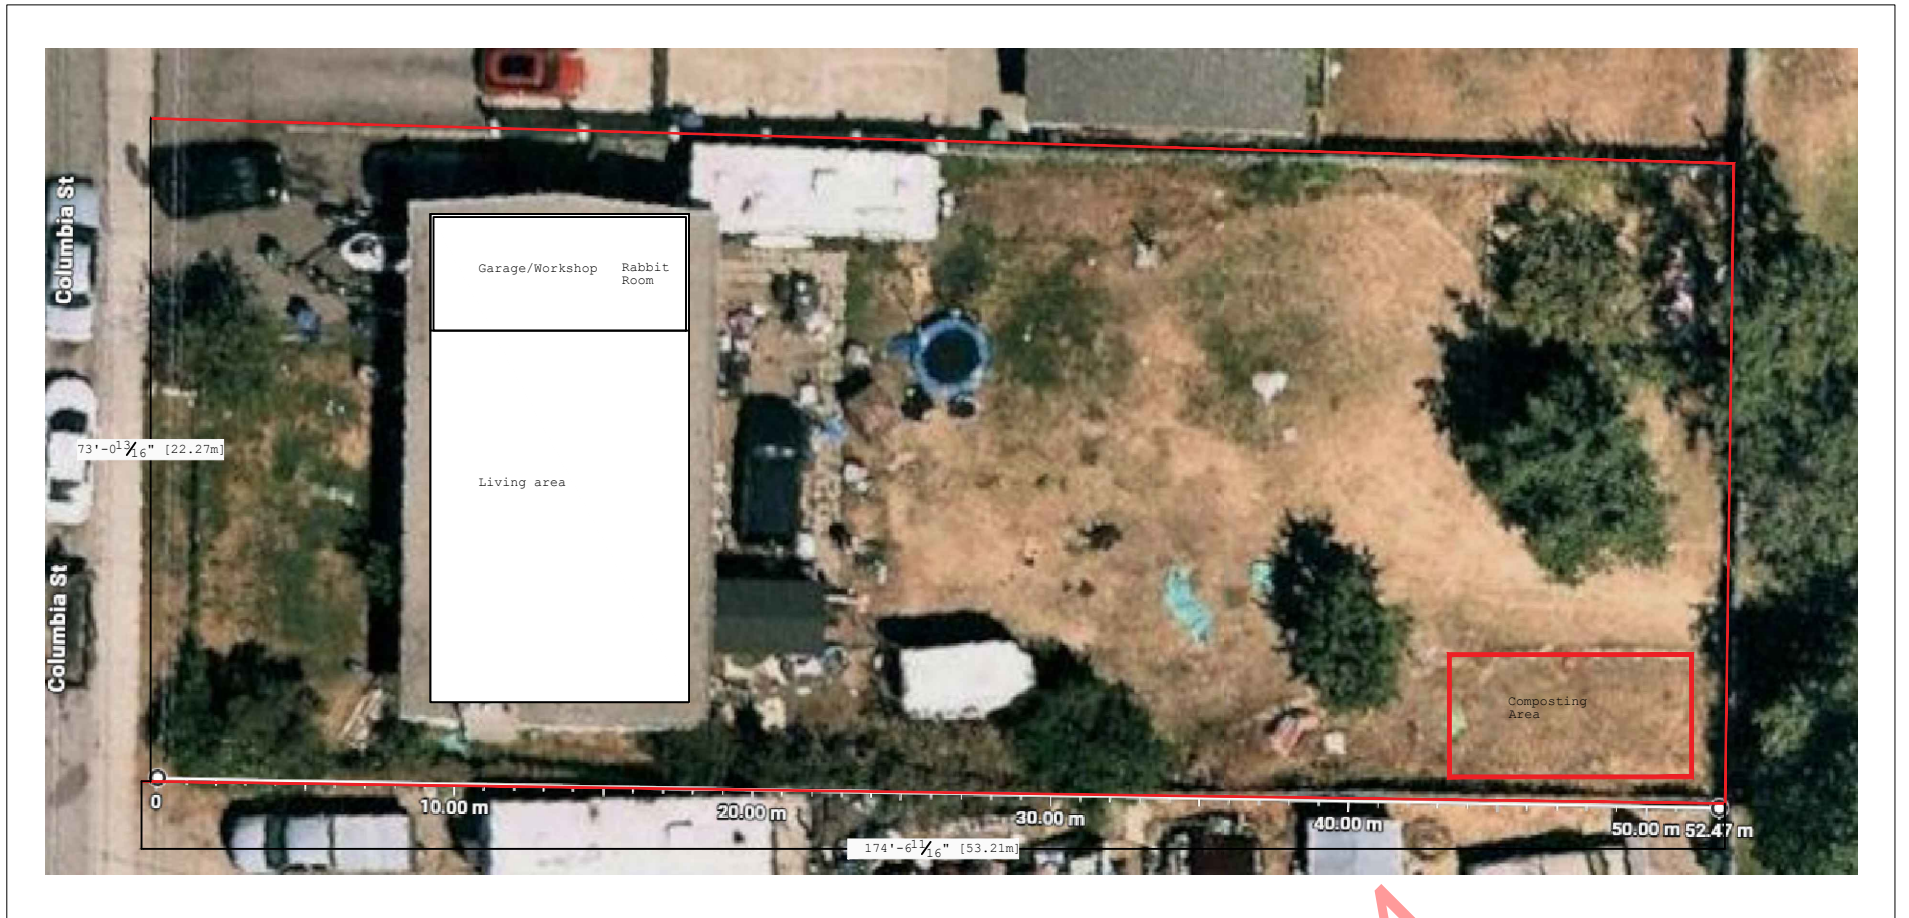 Columbia St
Garage/Workshop
Rabbit
Room
73'-0 13/16" [22.27m]
Living area
Columbia St
Composting
Area
0
10.00 m
20.00 m
30.00 m
40.00 m
50.00 m
52.47 m
174'-6 11/16" [53.21m]